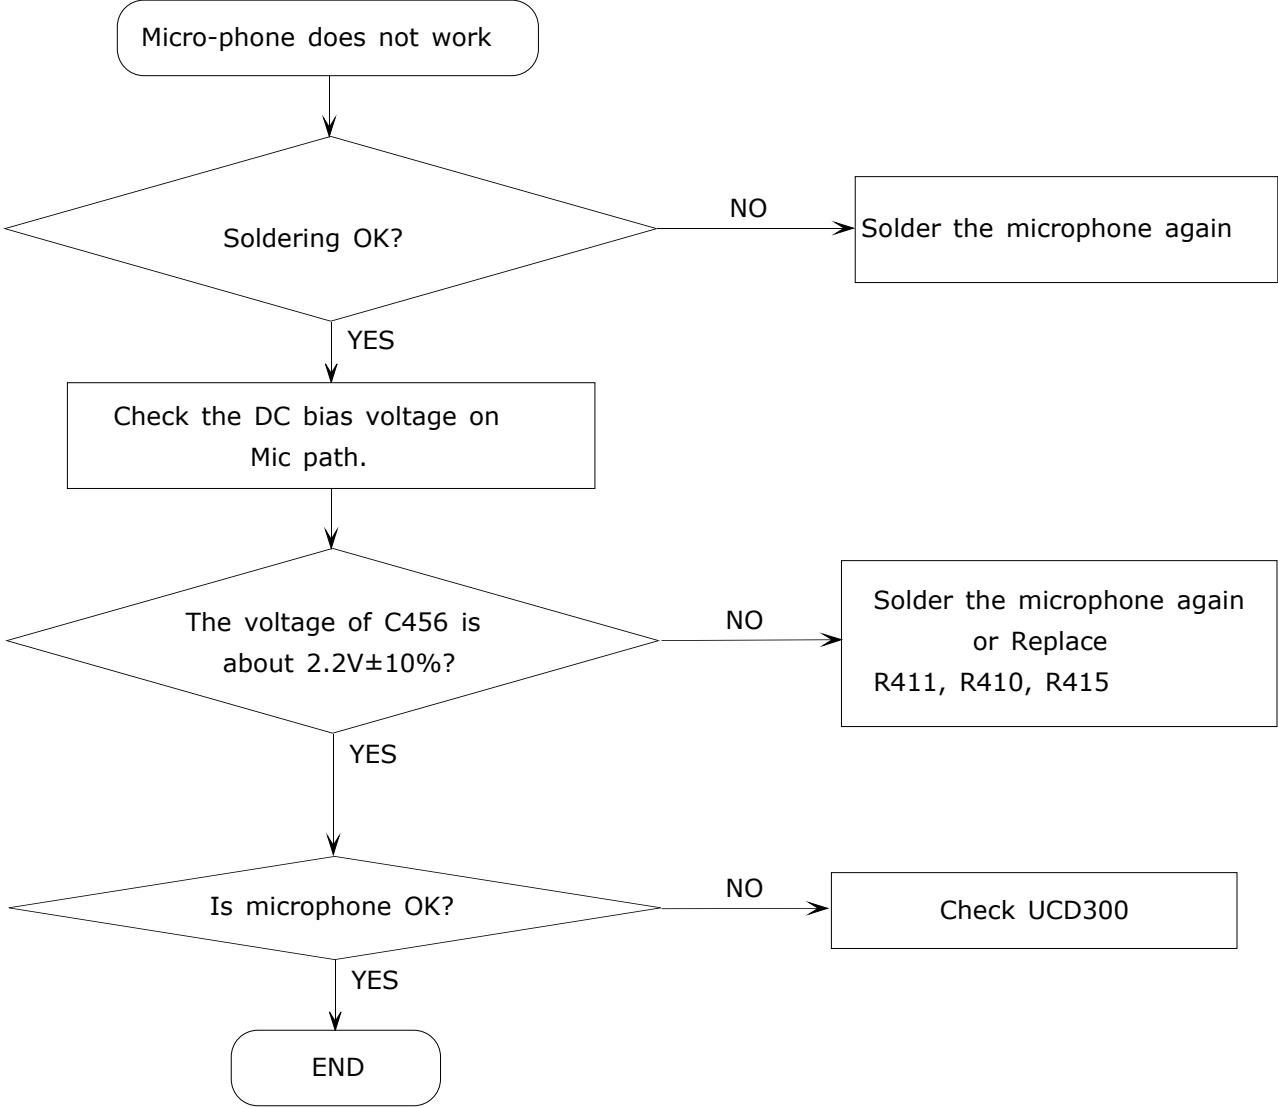 Micro-phone does not work
Soldering OK?
NO
Solder the microphone again
YES
Check the DC bias voltage on
Mic path.
The voltage of C456 is
about 2.2V±10%?
NO
Solder the microphone again
or Replace
R411, R410, R415
YES
Is microphone OK?
NO
Check UCD300
YES
END